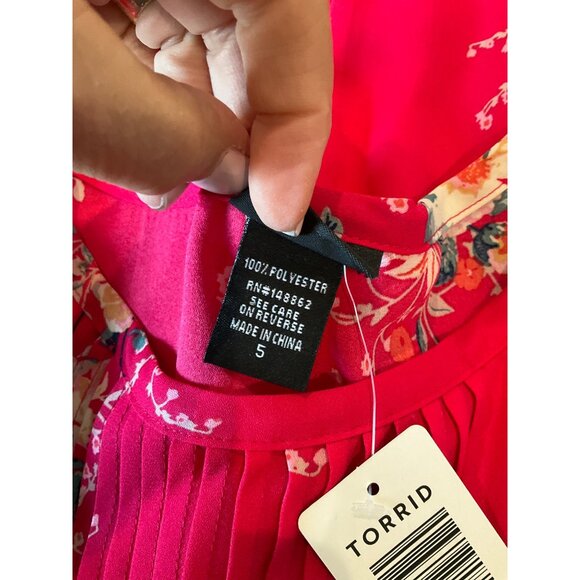 100% POLYESTER
RN#148862
SEE CARE
ON REVERSE
MADE IN CHINA
5
TORRID